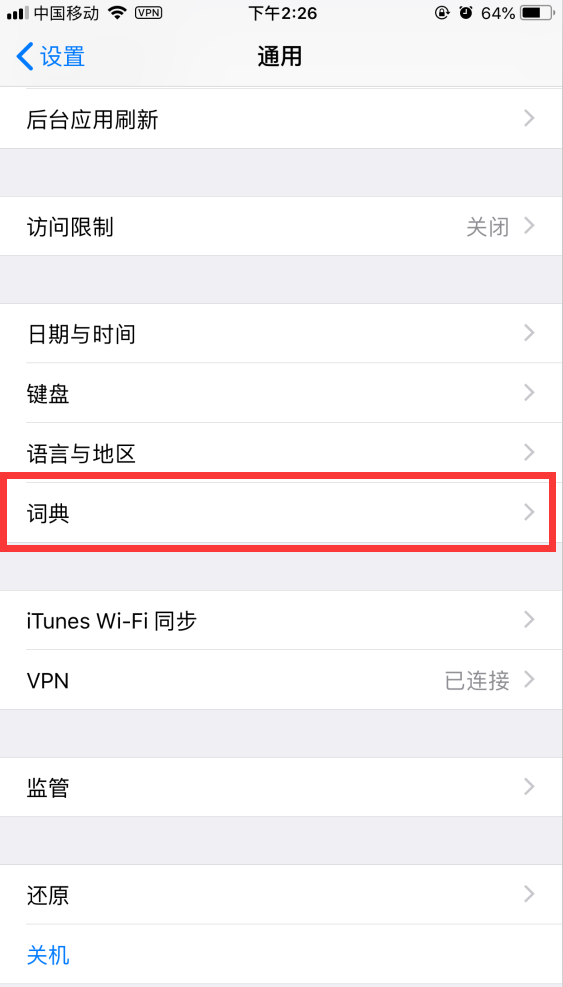 中国移动 VPN 下午2:26 64%
设置 通用
后台应用刷新
访问限制 关闭
日期与时间
键盘
语言与地区
词典
iTunes Wi-Fi 同步
VPN 已连接
监管
还原
关机